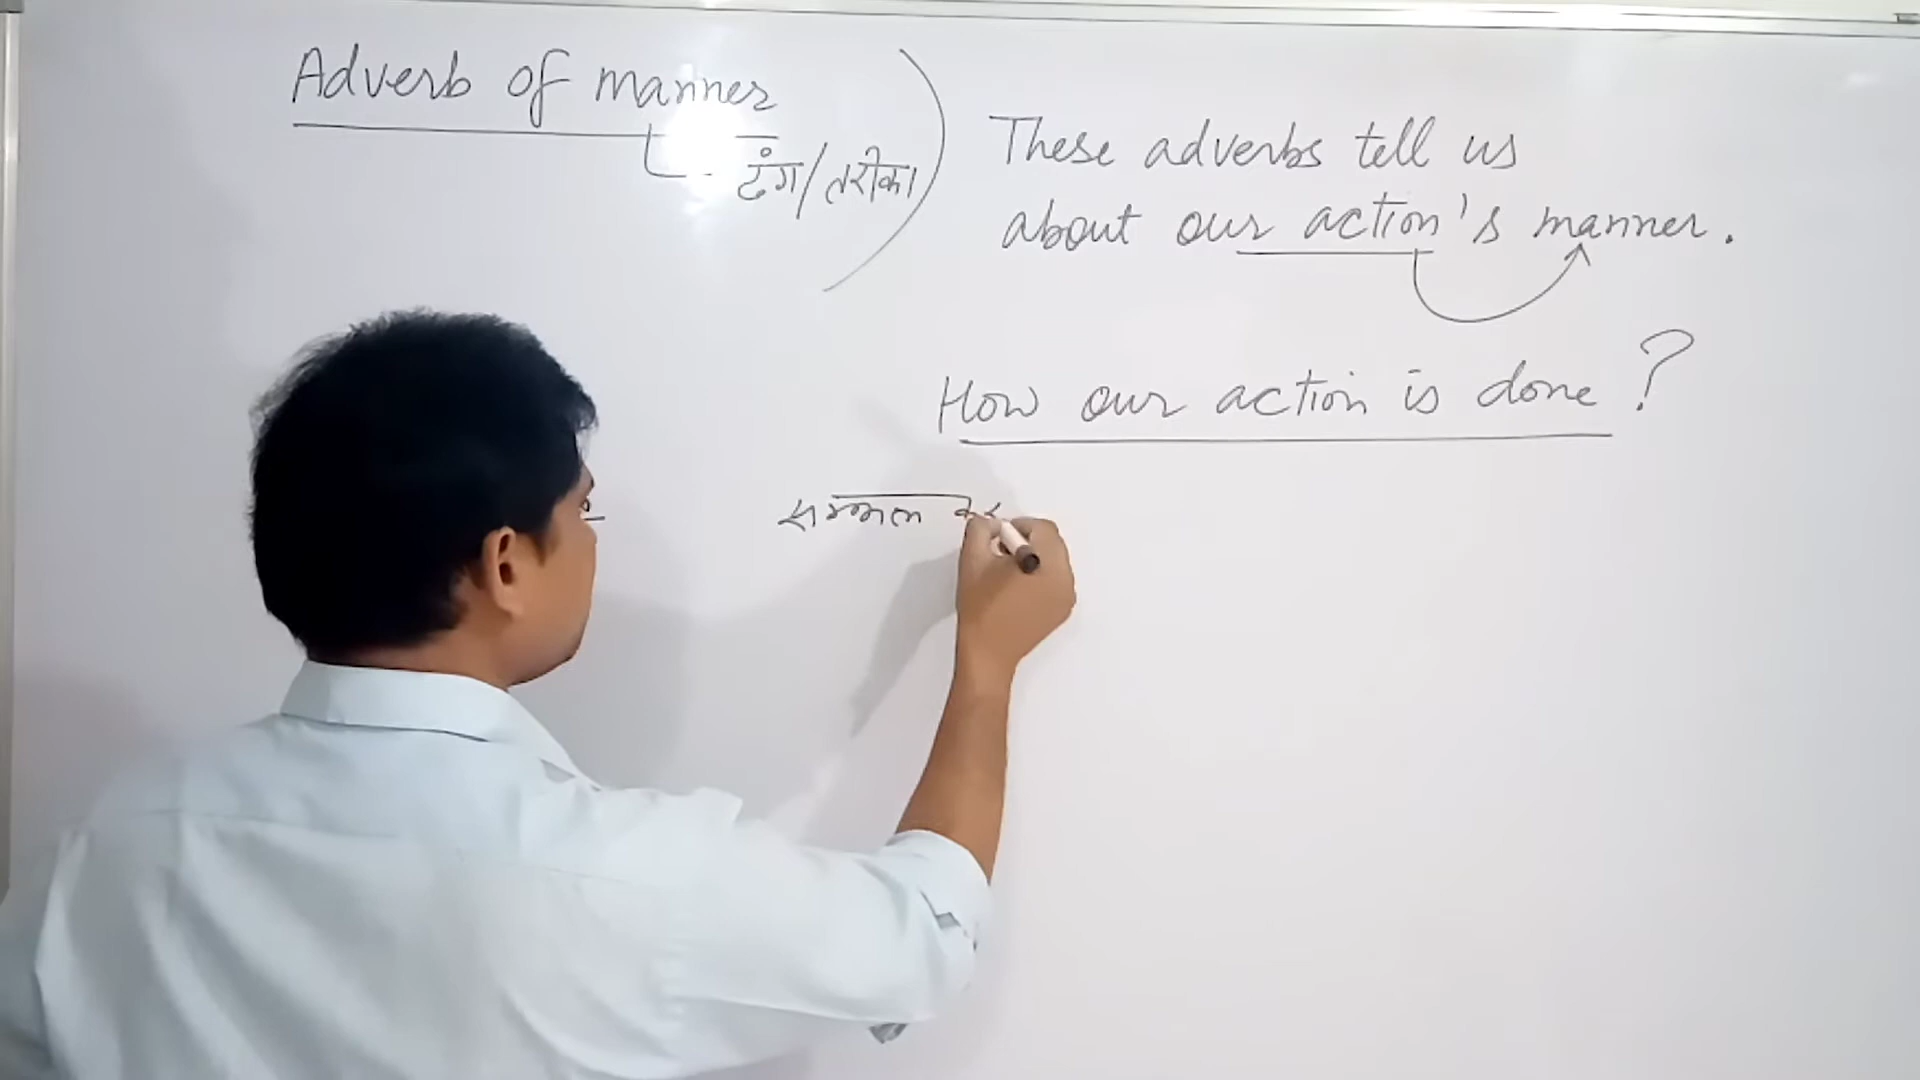 Adverb of manner
ढंग/तरीका
These adverbs tell us
about our action's manner.
How our action is done?